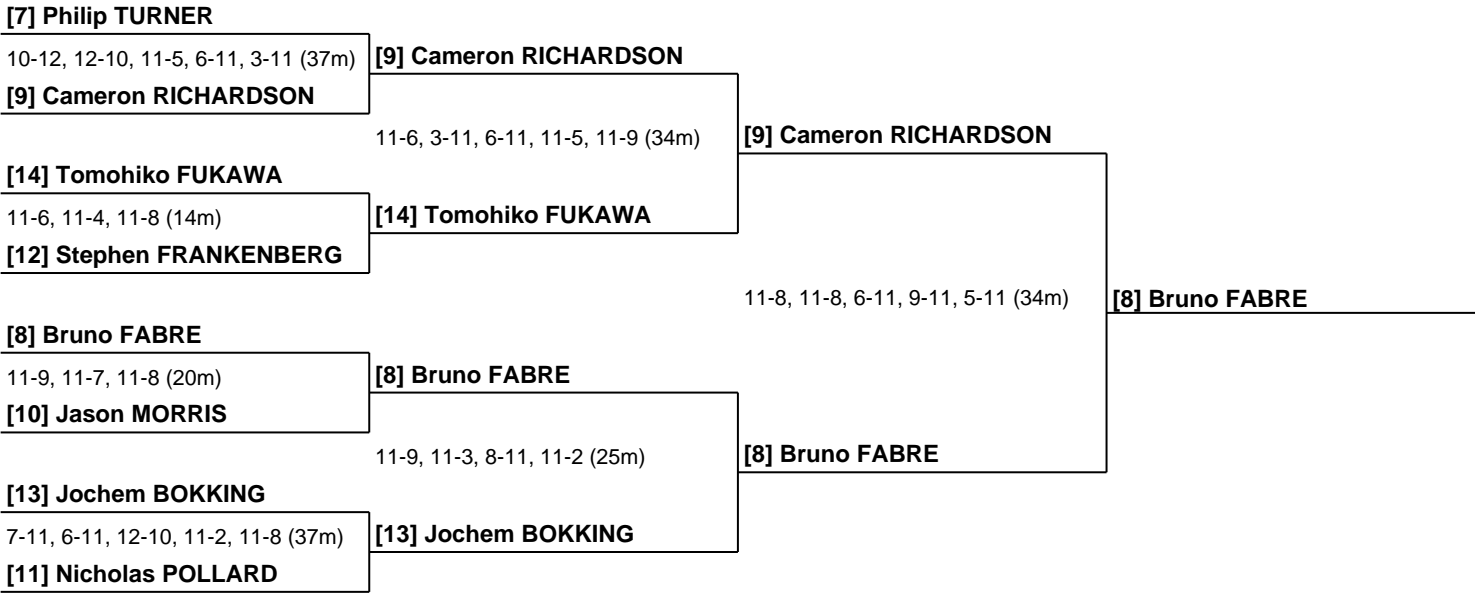 [7] Philip TURNER
10-12, 12-10, 11-5, 6-11, 3-11 (37m)
[9] Cameron RICHARDSON
[9] Cameron RICHARDSON
11-6, 3-11, 6-11, 11-5, 11-9 (34m)
[9] Cameron RICHARDSON
[14] Tomohiko FUKAWA
11-6, 11-4, 11-8 (14m)
[14] Tomohiko FUKAWA
[12] Stephen FRANKENBERG
11-8, 11-8, 6-11, 9-11, 5-11 (34m)
[8] Bruno FABRE
[8] Bruno FABRE
11-9, 11-7, 11-8 (20m)
[8] Bruno FABRE
[10] Jason MORRIS
11-9, 11-3, 8-11, 11-2 (25m)
[8] Bruno FABRE
[13] Jochem BOKKING
7-11, 6-11, 12-10, 11-2, 11-8 (37m)
[13] Jochem BOKKING
[11] Nicholas POLLARD